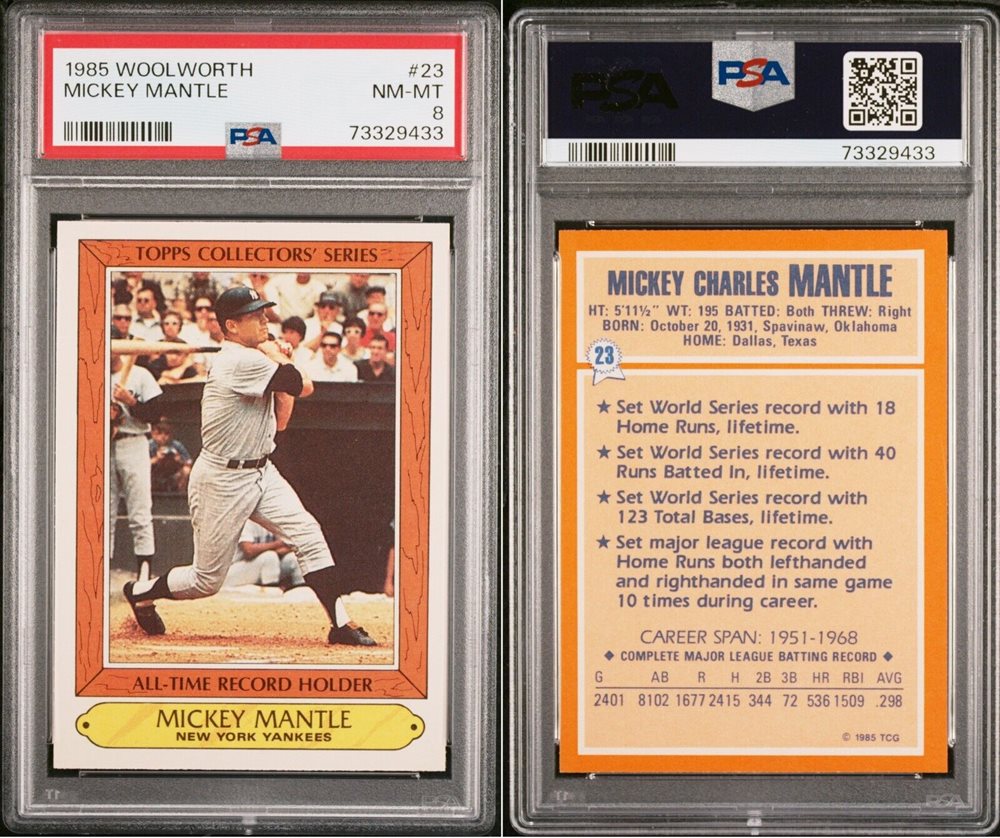 1985 WOOLWORTH #23
MICKEY MANTLE NM-MT
8
PSA 73329433
TOPPS COLLECTORS' SERIES
ALL-TIME RECORD HOLDER
MICKEY MANTLE
NEW YORK YANKEES
PSA
PSA PSA
73329433
MICKEY CHARLES MANTLE
HT: 5'11½" WT: 195 BATTED: Both THREW: Right
BORN: October 20, 1931, Spavinaw, Oklahoma
HOME: Dallas, Texas
23
★ Set World Series record with 18
Home Runs, lifetime.
★ Set World Series record with 40
Runs Batted In, lifetime.
★ Set World Series record with
123 Total Bases, lifetime.
★ Set major league record with
Home Runs both lefthanded
and righthanded in same game
10 times during career.
CAREER SPAN: 1951-1968
◆ COMPLETE MAJOR LEAGUE BATTING RECORD ◆
G AB R H 2B 3B HR RBI AVG
2401 8102 1677 2415 344 72 536 1509 .298
© 1985 TCG
PSA